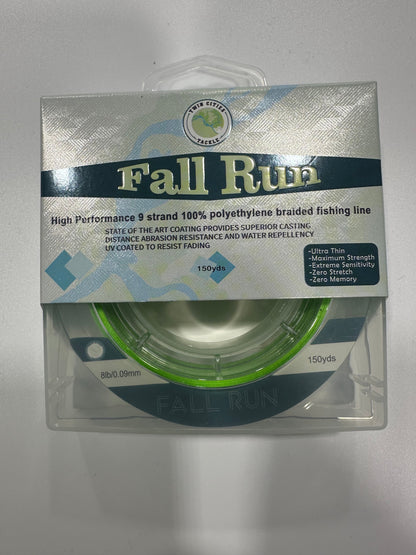 TWIN CITIES
TACKLE
Fall Run
High Performance 9 strand 100% polyethylene braided fishing line
STATE OF THE ART COATING PROVIDES SUPERIOR CASTING
DISTANCE ABRASION RESISTANCE AND WATER REPELLENCY
UV COATED TO RESIST FADING
150yds
-Ultra Thin
-Maximum Strength
-Extreme Sensitivity
-Zero Stretch
-Zero Memory
8lb/0.09mm
150yds
FALL RUN